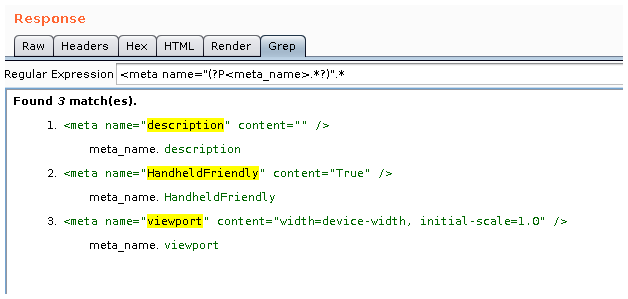 Response
Raw Headers Hex HTML Render Grep
Regular Expression <meta name="(?P<meta_name>.*?)".*
Found 3 match(es).
1. <meta name="description" content="" />
meta_name. description
2. <meta name="HandheldFriendly" content="True" />
meta_name. HandheldFriendly
3. <meta name="viewport" content="width=device-width, initial-scale=1.0" />
meta_name. viewport